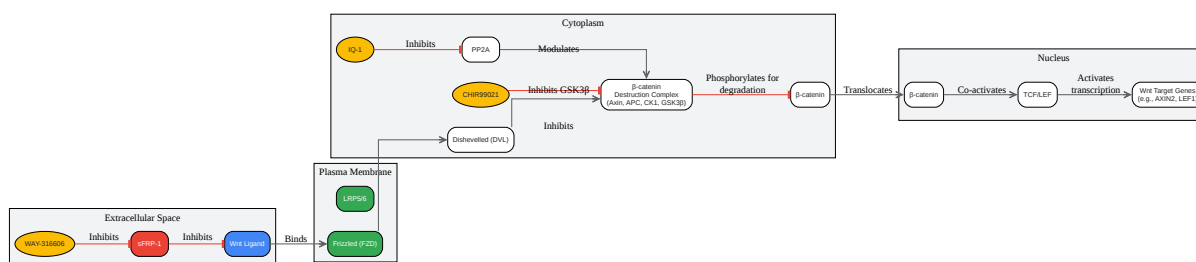 Cytoplasm
IQ-1
Inhibits
PP2A
Modulates
CHIR99021
Inhibits GSK3β
β-catenin
Destruction Complex
(Axin, APC, CK1, GSK3β)
Phosphorylates for
degradation
β-catenin
Translocates
Dishevelled (DVL)
Inhibits
Nucleus
β-catenin
Co-activates
TCF/LEF
Activates
transcription
Wnt Target Genes
(e.g., AXIN2, LEF1)
Plasma Membrane
LRP5/6
Frizzled (FZD)
Extracellular Space
WAY-316606
Inhibits
sFRP-1
Inhibits
Wnt Ligand
Binds